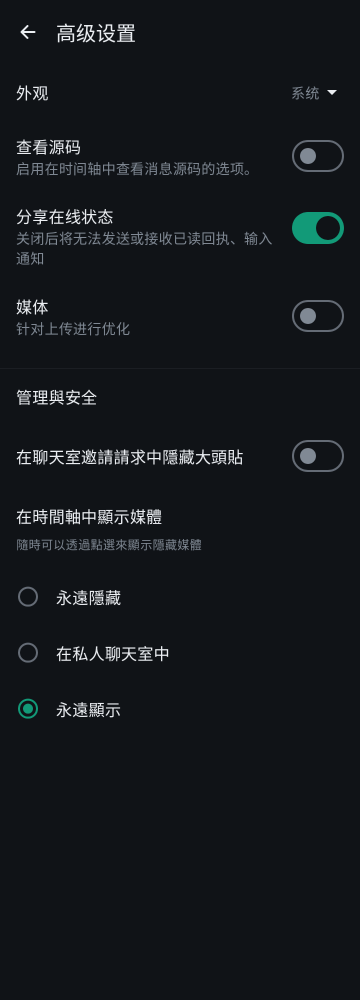 高级设置
外观
系统
查看源码
启用在时间轴中查看消息源码的选项。
分享在线状态
关闭后将无法发送或接收已读回执、输入
通知
媒体
针对上传进行优化
管理與安全
在聊天室邀請請求中隱藏大頭貼
在時間軸中顯示媒體
隨時可以透過點選來顯示隱藏媒體
永遠隱藏
在私人聊天室中
永遠顯示